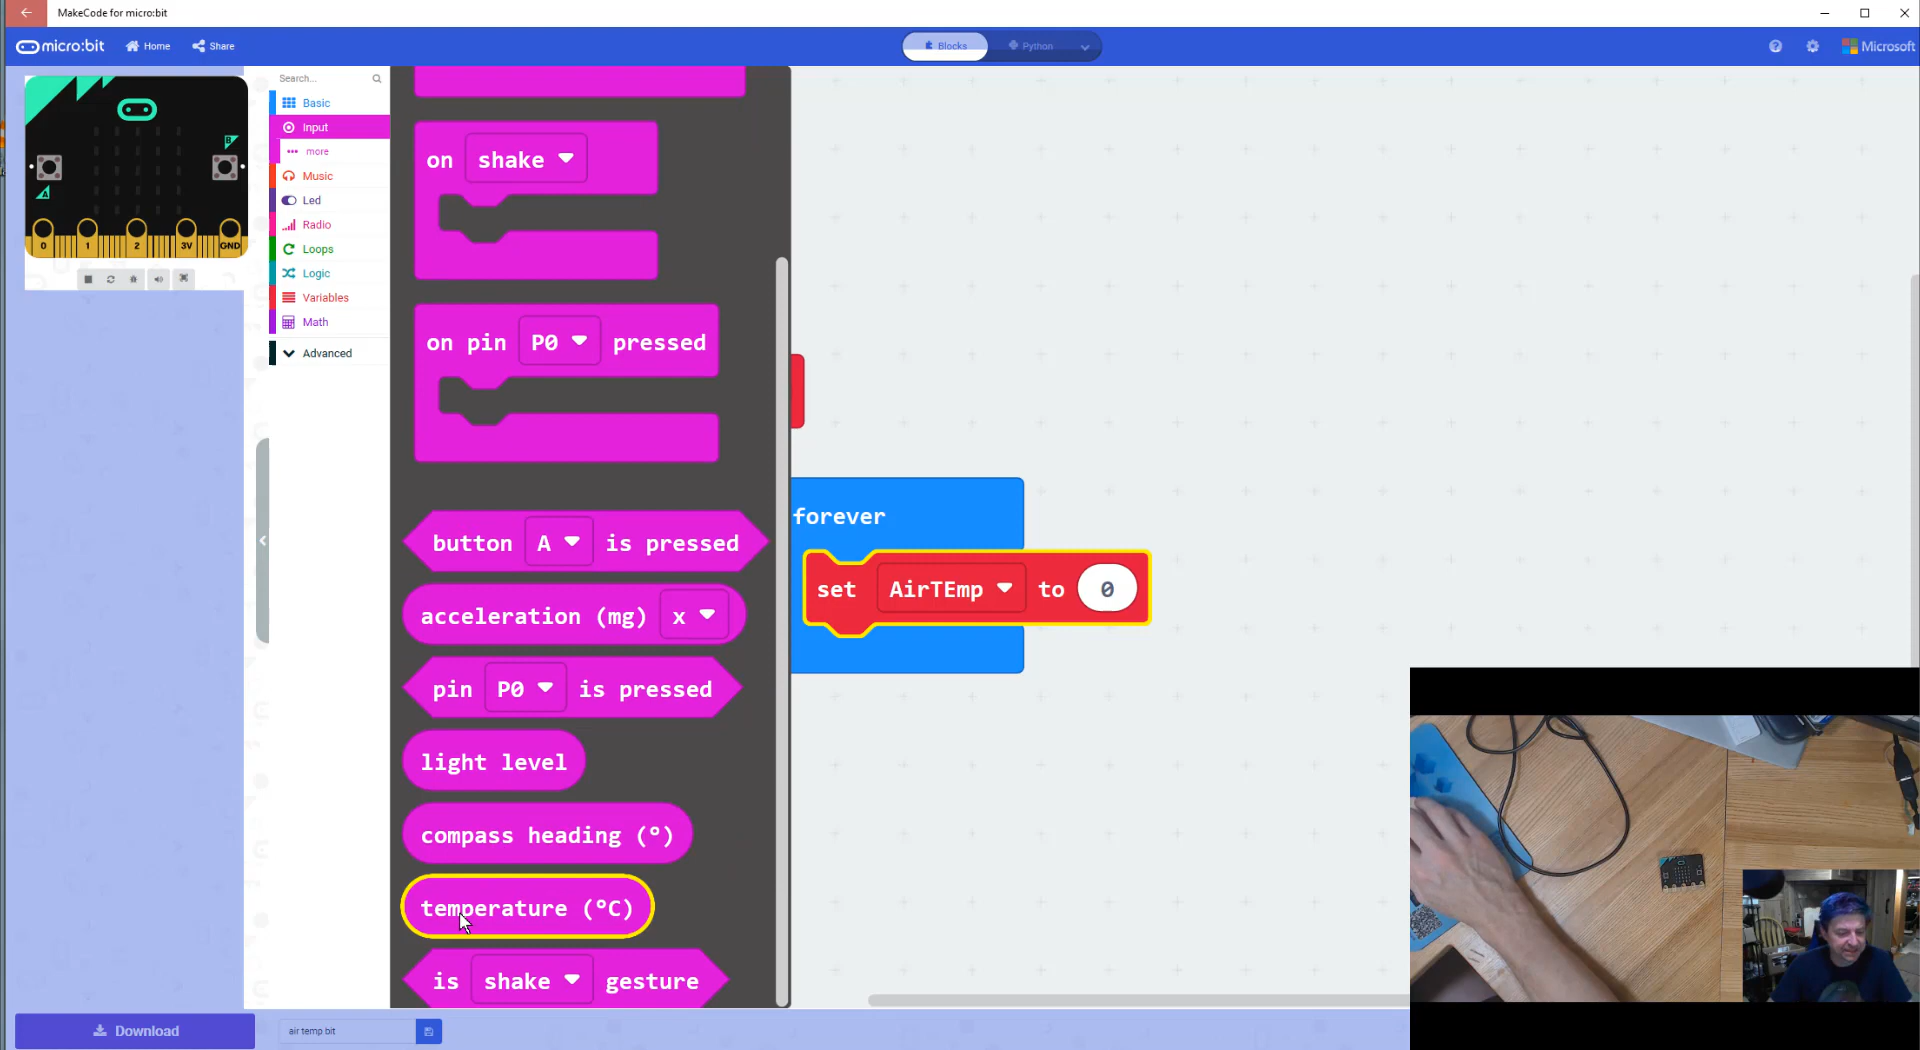 MakeCode for micro:bit
micro:bit Home Share Blocks Python Microsoft
Search...
Basic
Input
more
Music
Led
Radio
Loops
Logic
Variables
Math
Advanced
A
B
0 1 2 3V GND
on shake
on pin P0 pressed
button A is pressed
acceleration (mg) x
pin P0 is pressed
light level
compass heading (°)
temperature (°C)
is shake gesture
forever
set AirTEmp to 0
Download
air temp bit